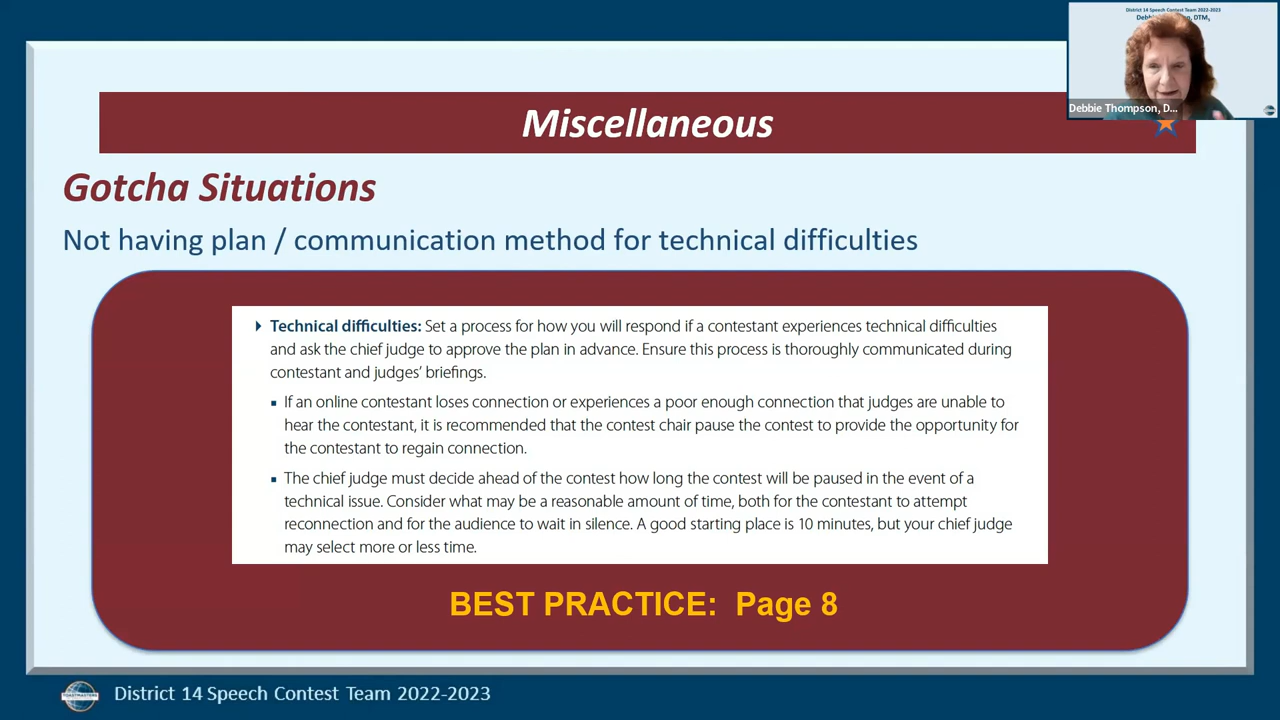 District 14 Speech Contest Team 2022-2023
Debbie Thompson, D...
Miscellaneous
Gotcha Situations
Not having plan / communication method for technical difficulties
Technical difficulties: Set a process for how you will respond if a contestant experiences technical difficulties
and ask the chief judge to approve the plan in advance. Ensure this process is thoroughly communicated during
contestant and judges’ briefings.
If an online contestant loses connection or experiences a poor enough connection that judges are unable to
hear the contestant, it is recommended that the contest chair pause the contest to provide the opportunity for
the contestant to regain connection.
The chief judge must decide ahead of the contest how long the contest will be paused in the event of a
technical issue. Consider what may be a reasonable amount of time, both for the contestant to attempt
reconnection and for the audience to wait in silence. A good starting place is 10 minutes, but your chief judge
may select more or less time.
BEST PRACTICE: Page 8
TOASTMASTERS
District 14 Speech Contest Team 2022-2023